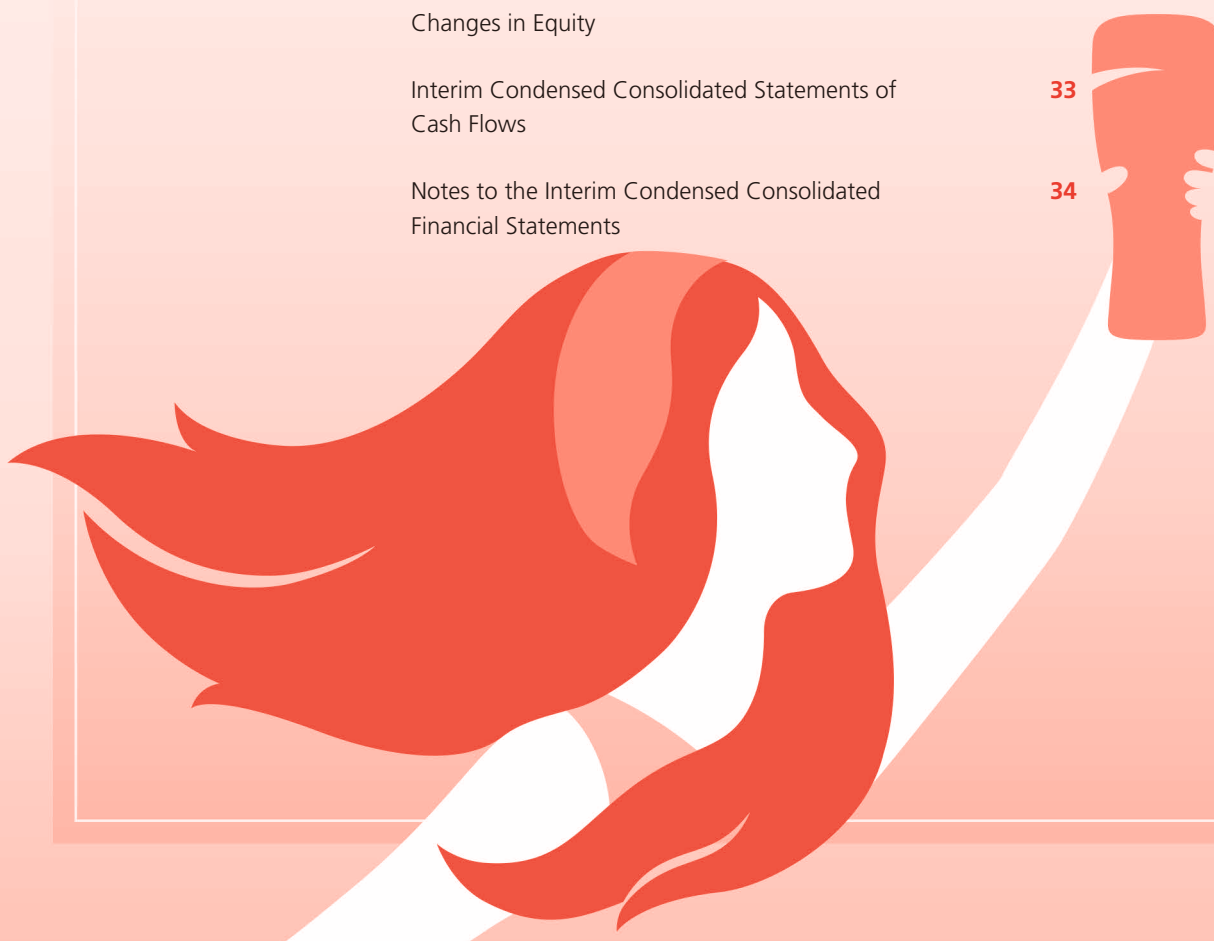 Changes in Equity
Interim Condensed Consolidated Statements of 33
Cash Flows
Notes to the Interim Condensed Consolidated 34
Financial Statements